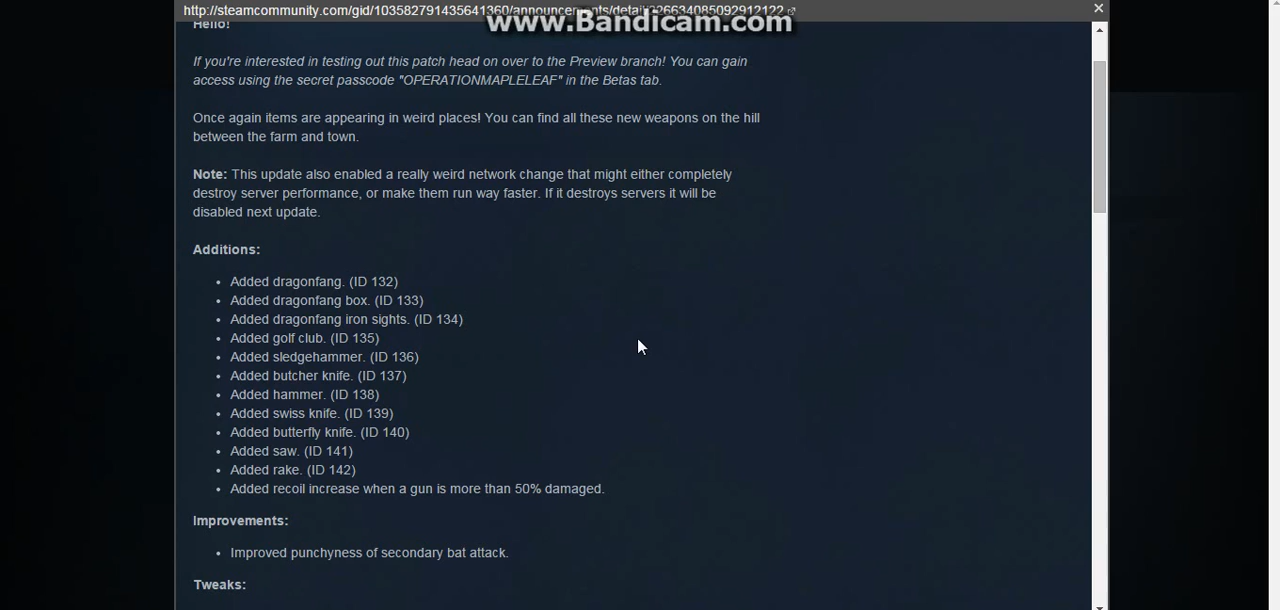 http://steamcommunity.com/gid/103582791435641360/announcements/detail/
www.Bandicam.com
Hello!
If you're interested in testing out this patch head on over to the Preview branch! You can gain
access using the secret passcode "OPERATIONMAPLELEAF" in the Betas tab.
Once again items are appearing in weird places! You can find all these new weapons on the hill
between the farm and town.
Note: This update also enabled a really weird network change that might either completely
destroy server performance, or make them run way faster. If it destroys servers it will be
disabled next update.
Additions:
• Added dragonfang. (ID 132)
• Added dragonfang box. (ID 133)
• Added dragonfang iron sights. (ID 134)
• Added golf club. (ID 135)
• Added sledgehammer. (ID 136)
• Added butcher knife. (ID 137)
• Added hammer. (ID 138)
• Added swiss knife. (ID 139)
• Added butterfly knife. (ID 140)
• Added saw. (ID 141)
• Added rake. (ID 142)
• Added recoil increase when a gun is more than 50% damaged.
Improvements:
• Improved punchyness of secondary bat attack.
Tweaks: